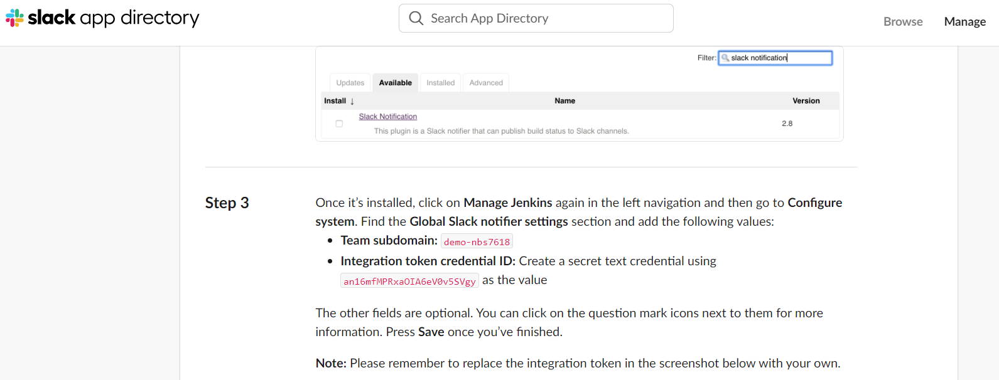 slack app directory
Search App Directory
Browse
Manage
Filter: slack notification
Updates
Available
Installed
Advanced
Install ↓
Name
Version
Slack Notification
This plugin is a Slack notifier that can publish build status to Slack channels.
2.8
Step 3
Once it’s installed, click on Manage Jenkins again in the left navigation and then go to Configure
system. Find the Global Slack notifier settings section and add the following values:
• Team subdomain: demo-nbs7618
• Integration token credential ID: Create a secret text credential using
an16mfMPRxaOIA6eV0v5SVgy as the value
The other fields are optional. You can click on the question mark icons next to them for more
information. Press Save once you’ve finished.
Note: Please remember to replace the integration token in the screenshot below with your own.